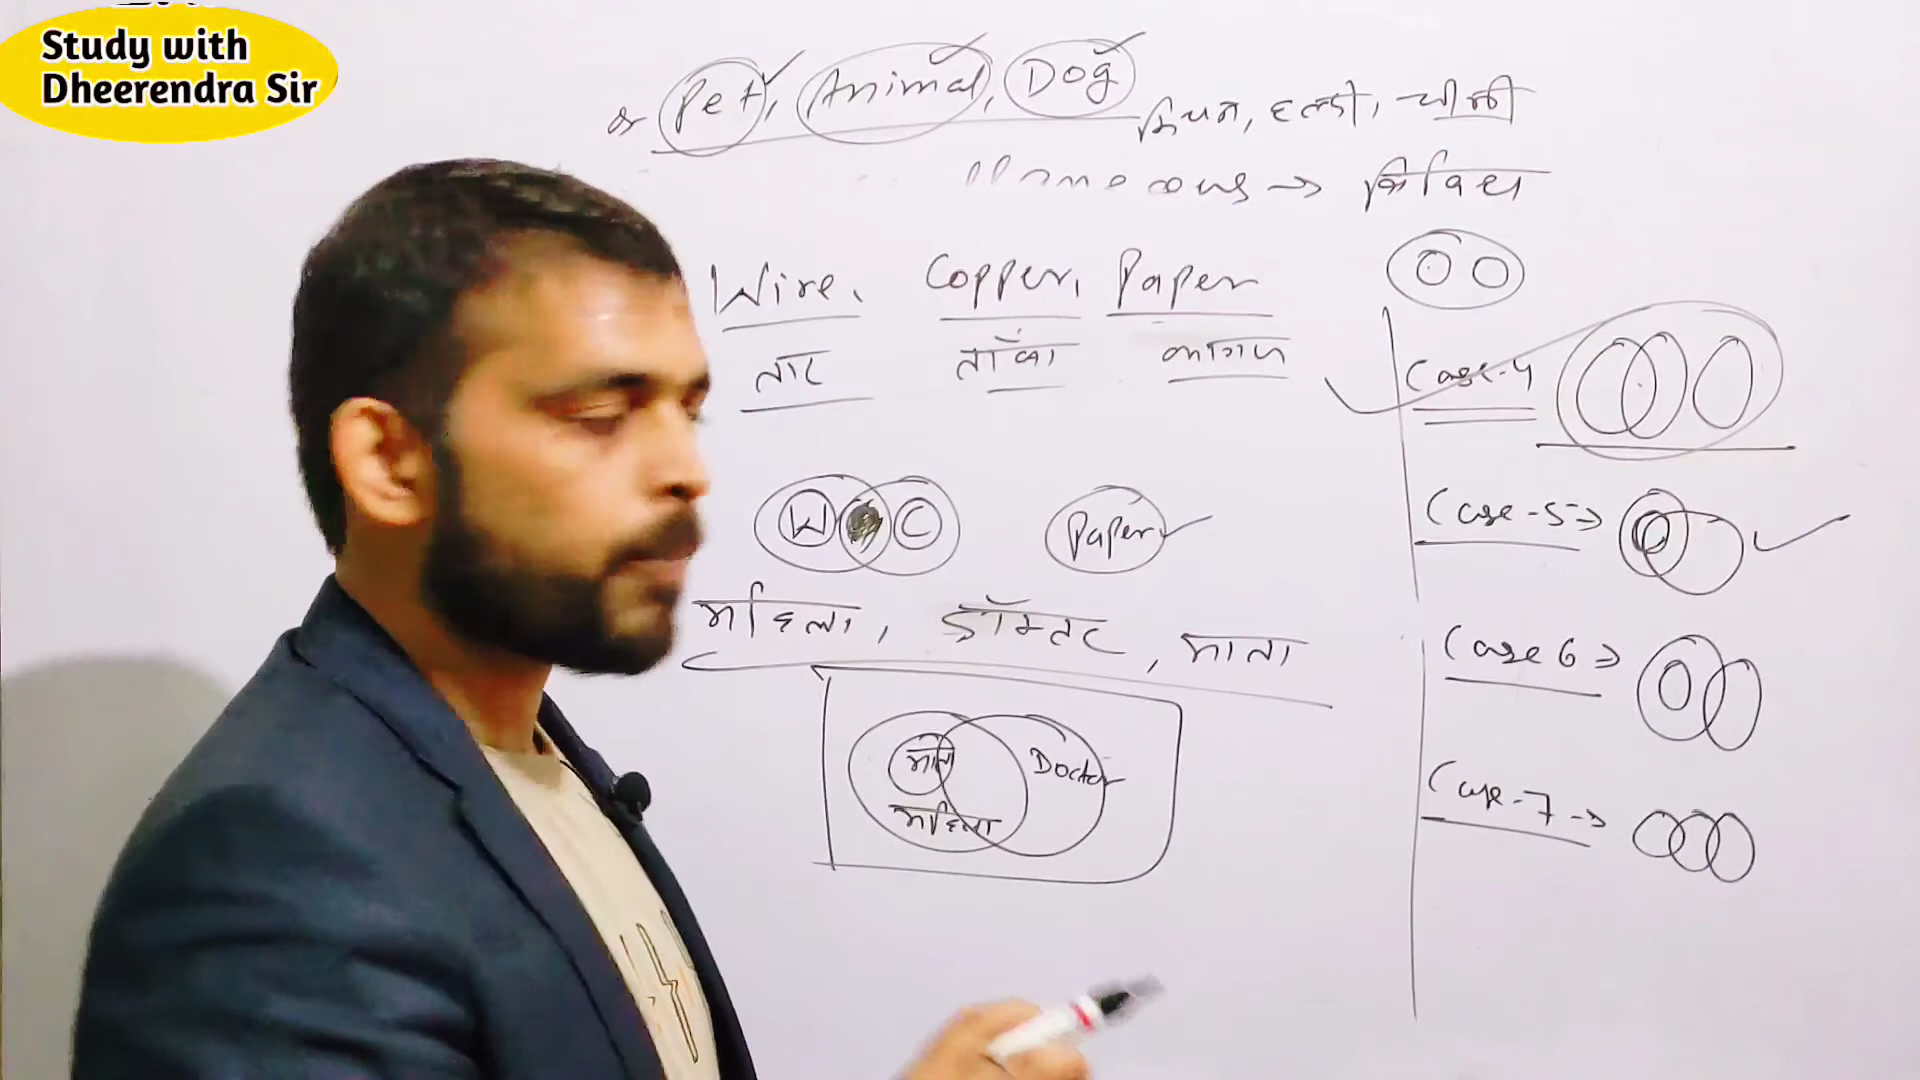 Study with
Dheerendra Sir
Pet, Animal, Dog
किचन, हल्दी,
Wire, Copper, Paper
तार ताँबा कागज
Case-4
W C Paper
Case-5⇒
महिला, डॉक्टर, माता
Case 6⇒
माता Doctor
महिला
Case-7→